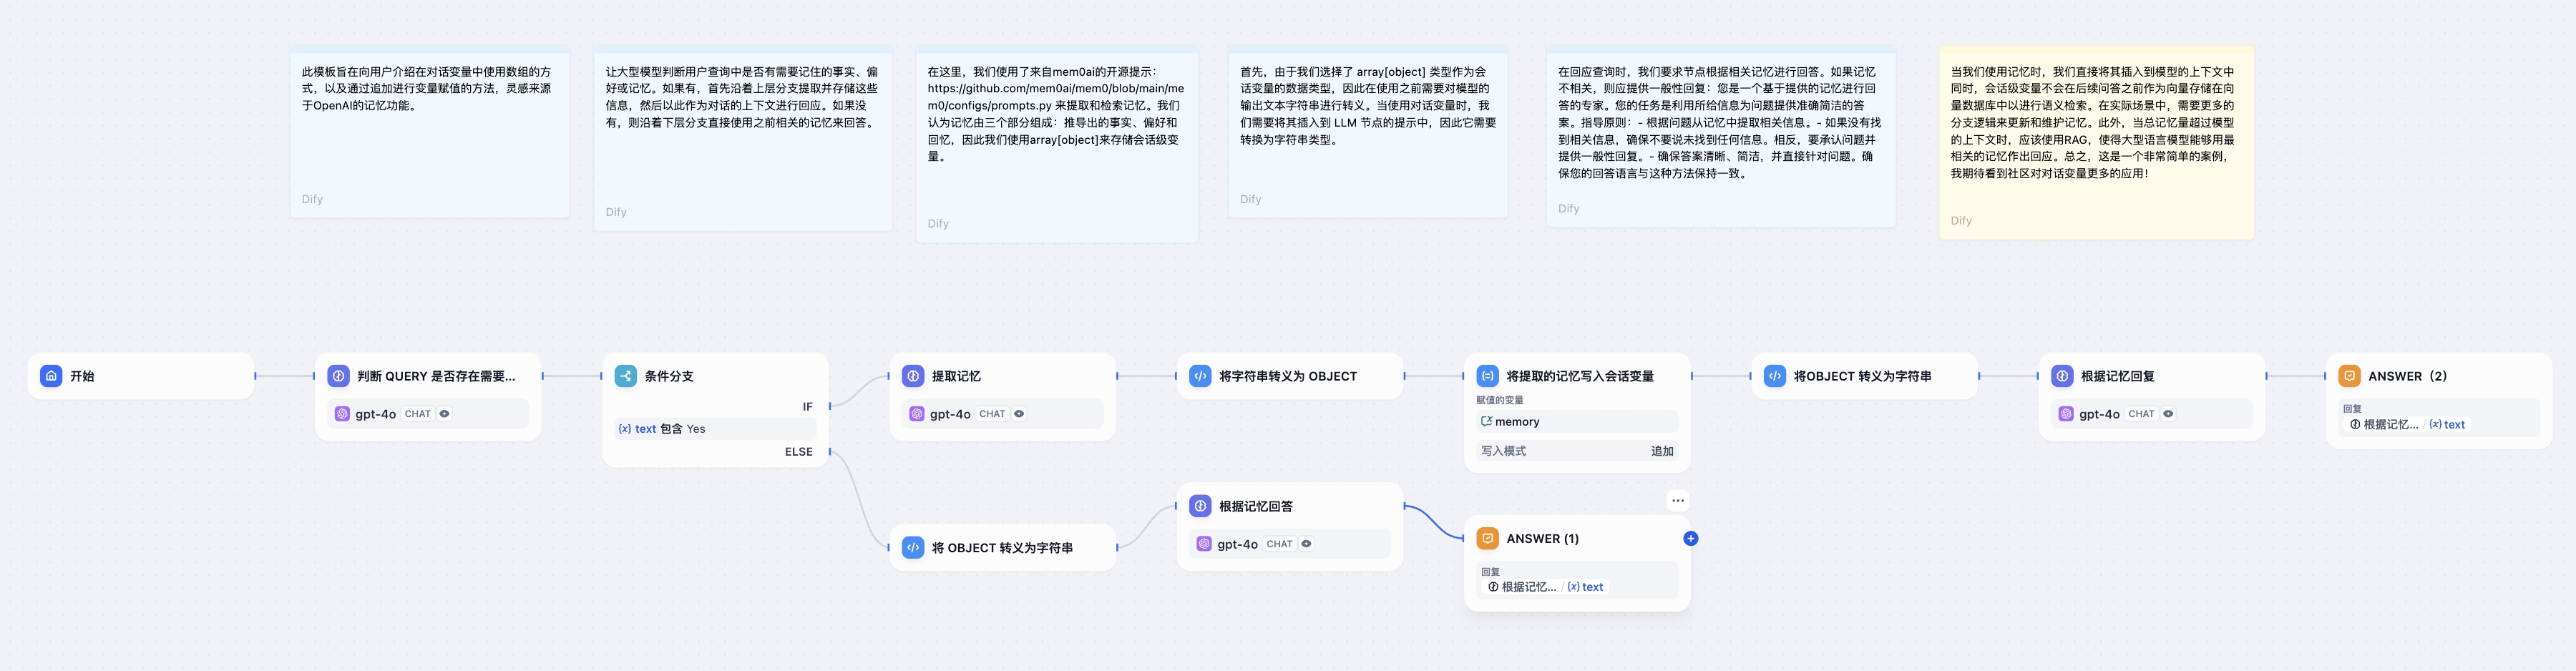 此模板旨在向用户介绍在对话变量中使用数组的方
式，以及通过追加进行变量赋值的方法，灵感来源
于OpenAI的记忆功能。
Dify
让大型模型判断用户查询中是否有需要记住的事实、偏
好或记忆。如果有，首先沿着上层分支提取并存储这些
信息，然后以此作为对话的上下文进行回应。如果没
有，则沿着下层分支直接使用之前相关的记忆来回答。
Dify
在这里，我们使用了来自mem0ai的开源提示：
https://github.com/mem0ai/mem0/blob/main/me
m0/configs/prompts.py 来提取和检索记忆。我们
认为记忆由三个部分组成：推导出的事实、偏好和
回忆，因此我们使用array[object]来存储会话级变
量。
Dify
首先，由于我们选择了 array[object] 类型作为会
话变量的数据类型，因此在使用之前需要对模型的
输出文本字符串进行转义。当使用对话变量时，我
们需要将其插入到 LLM 节点的提示中，因此它需要
转换为字符串类型。
Dify
在回应查询时，我们要求节点根据相关记忆进行回答。如果记忆
不相关，则应提供一般性回复：您是一个基于提供的记忆进行回
答的专家。您的任务是利用所给信息为问题提供准确简洁的答
案。指导原则：- 根据问题从记忆中提取相关信息。- 如果没有找
到相关信息，确保不要说未找到任何信息。相反，要承认问题并
提供一般性回复。- 确保答案清晰、简洁，并直接针对问题。确
保您的回答语言与这种方法保持一致。
Dify
当我们使用记忆时，我们直接将其插入到模型的上下文中
同时，会话级变量不会在后续问答之前作为向量存储在向
量数据库中以进行语义检索。在实际场景中，需要更多的
分支逻辑来更新和维护记忆。此外，当总记忆量超过模型
的上下文时，应该使用RAG，使得大型语言模型能够用最
相关的记忆作出回应。总之，这是一个非常简单的案例，
我期待看到社区对对话变量更多的应用！
Dify
开始
判断 QUERY 是否存在需要...
gpt-4o CHAT
条件分支
IF
{x} text 包含 Yes
ELSE
提取记忆
gpt-4o CHAT
将字符串转义为 OBJECT
将提取的记忆写入会话变量
赋值的变量
memory
写入模式 追加
将OBJECT 转义为字符串
根据记忆回复
gpt-4o CHAT
ANSWER（2）
回复
根据记忆... / {x} text
将 OBJECT 转义为字符串
根据记忆回答
gpt-4o CHAT
ANSWER (1)
回复
根据记忆... / {x} text